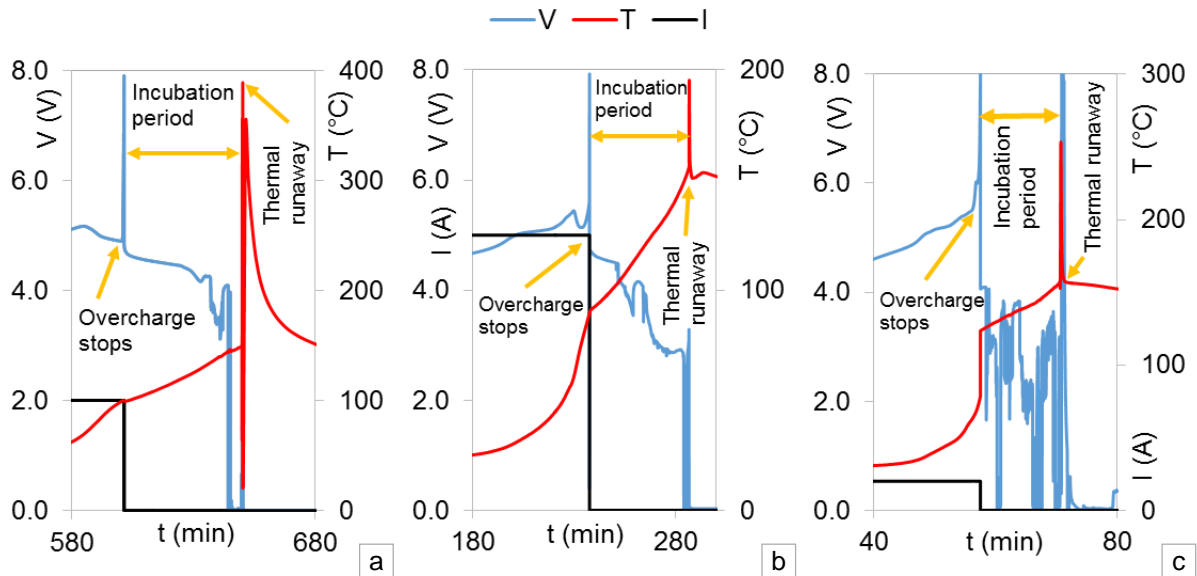 V T I
8.0
6.0
4.0
2.0
0.0
V (V)
I (A)
400
300
200
100
0
T (°C)
Incubation
period
Thermal
runaway
Overcharge
stops
580
t (min)
680
a
8.0
6.0
4.0
2.0
0.0
V (V)
I (A)
200
100
0
T (°C)
Incubation
period
Thermal
runaway
Overcharge
stops
180
t (min)
280
b
8.0
6.0
4.0
2.0
0.0
V (V)
300
200
100
0
T (°C)
I (A)
Incubation
period
Thermal runaway
Overcharge
stops
40
t (min)
80
c